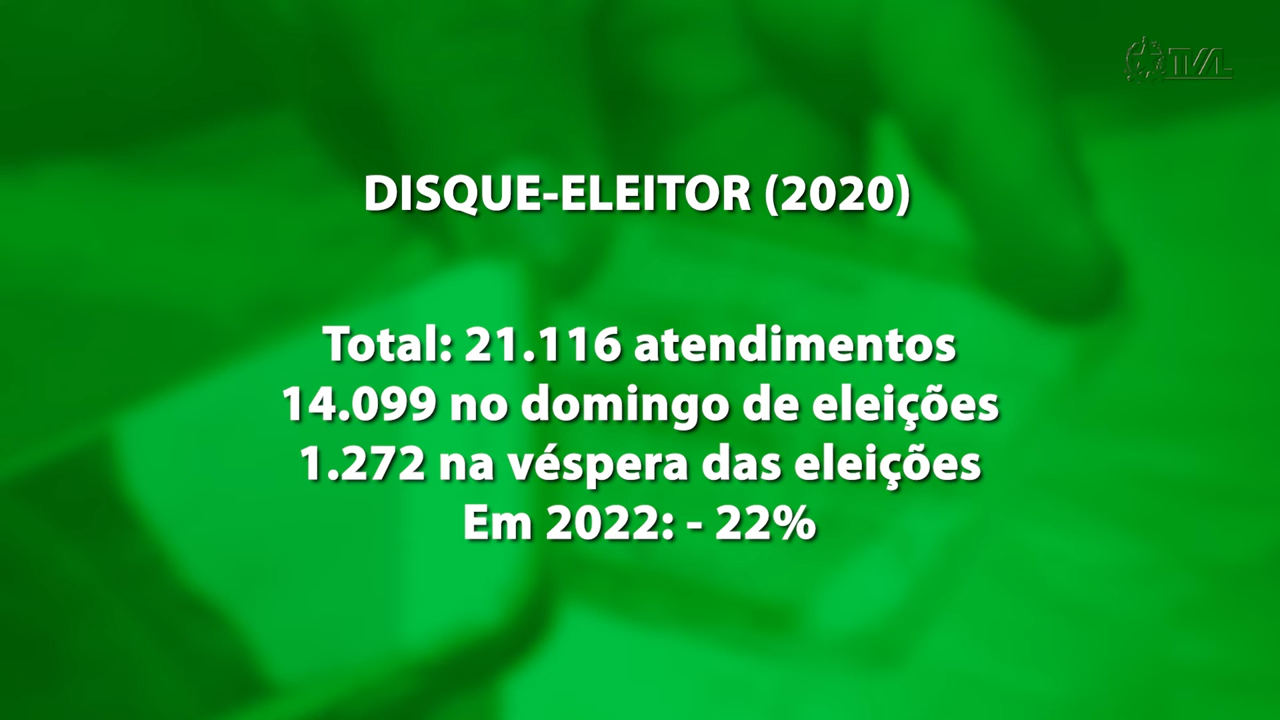 TVAL
DISQUE-ELEITOR (2020)
Total: 21.116 atendimentos
14.099 no domingo de eleições
1.272 na véspera das eleições
Em 2022: - 22%